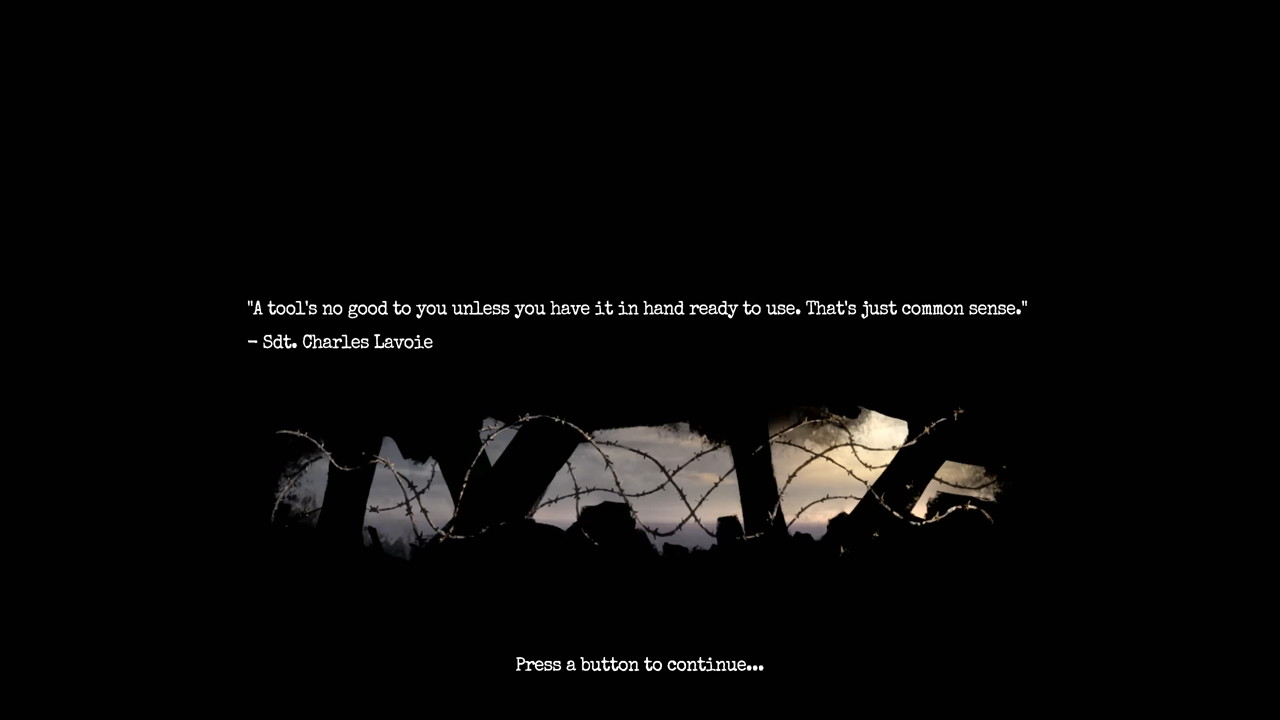 "A tool's no good to you unless you have it in hand ready to use. That's just common sense."
- Sdt. Charles Lavoie
Press a button to continue...